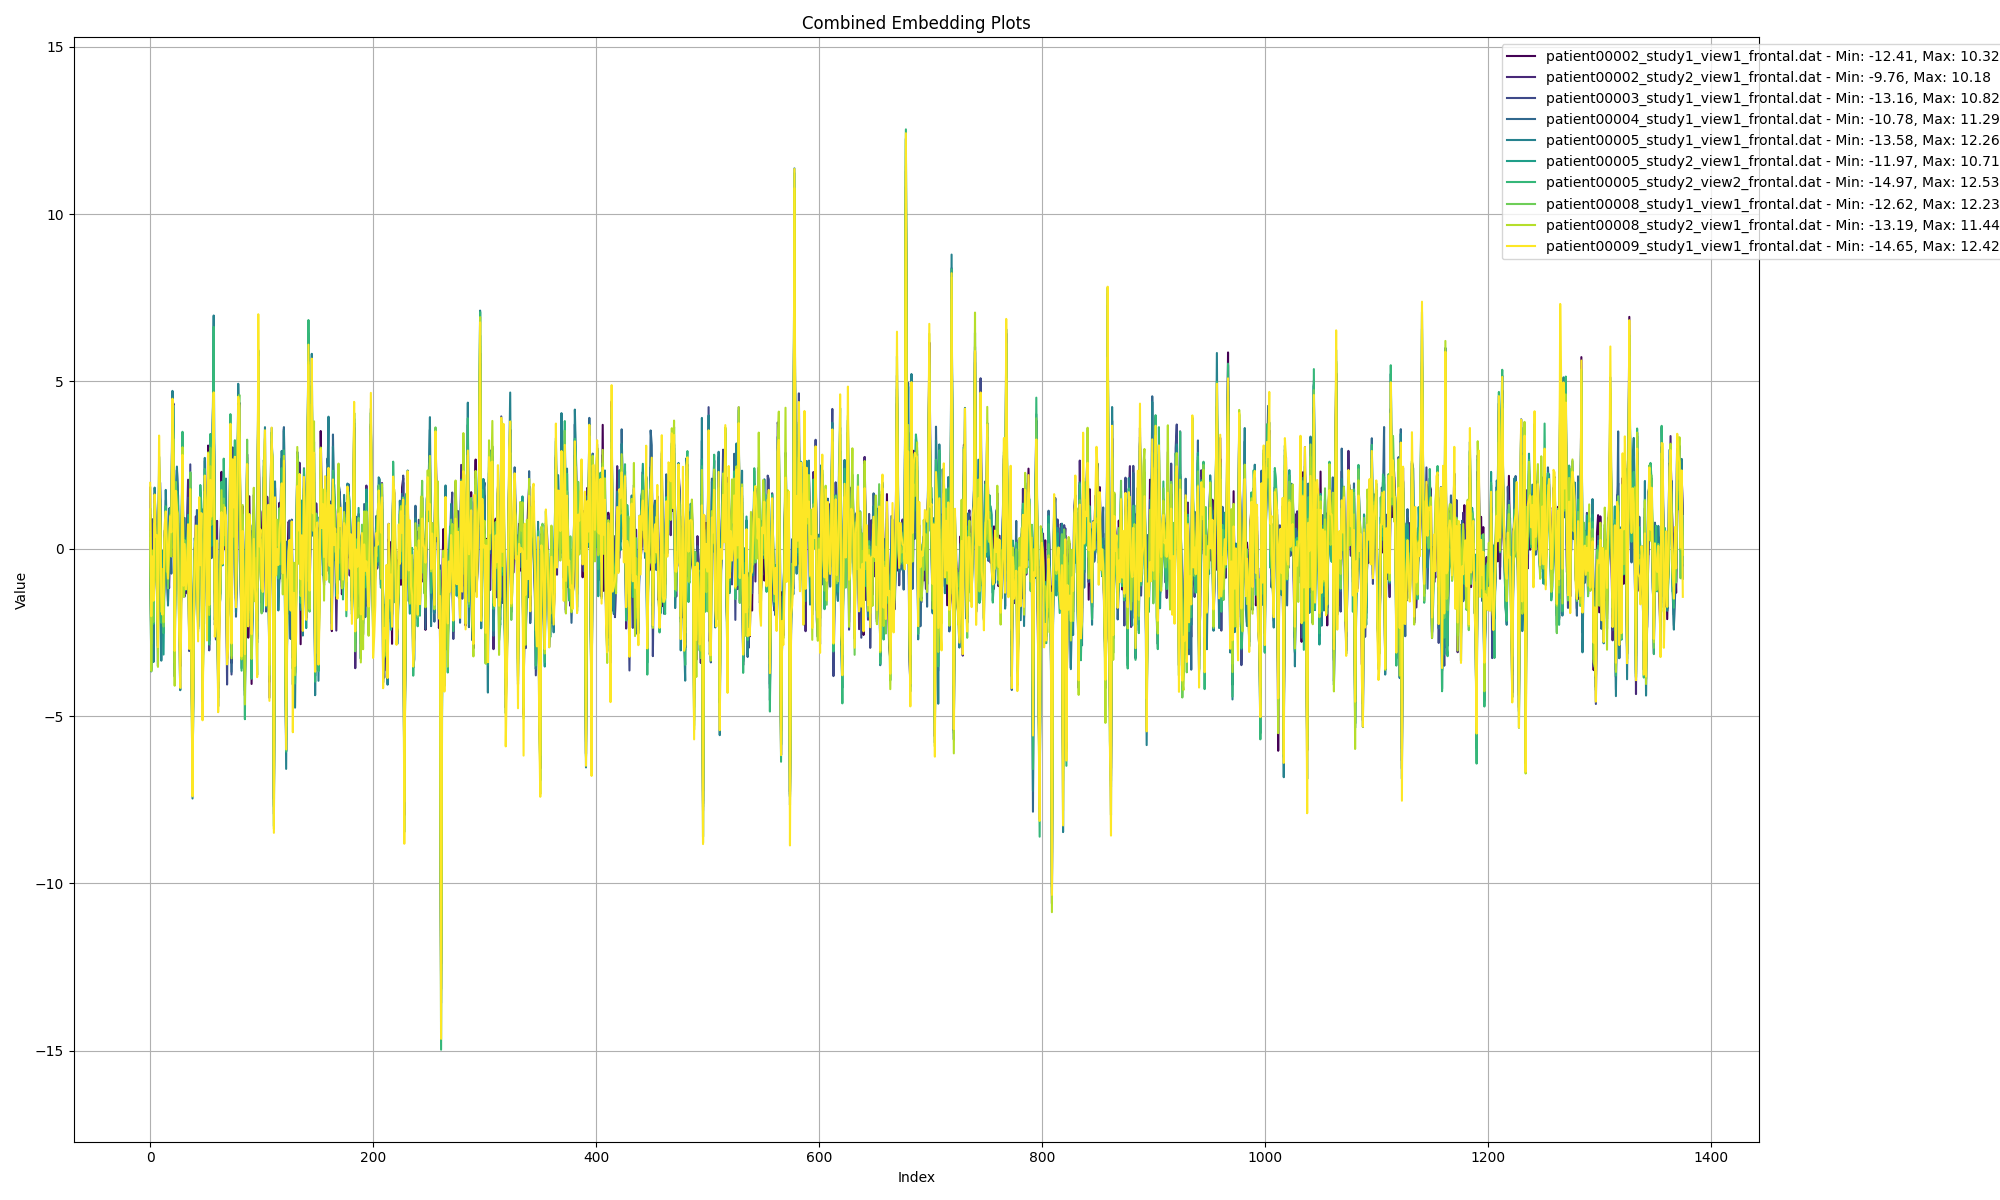 Combined Embedding Plots
patient00002_study1_view1_frontal.dat - Min: -12.41, Max: 10.32
patient00002_study2_view1_frontal.dat - Min: -9.76, Max: 10.18
patient00003_study1_view1_frontal.dat - Min: -13.16, Max: 10.82
patient00004_study1_view1_frontal.dat - Min: -10.78, Max: 11.29
patient00005_study1_view1_frontal.dat - Min: -13.58, Max: 12.26
patient00005_study2_view1_frontal.dat - Min: -11.97, Max: 10.71
patient00005_study2_view2_frontal.dat - Min: -14.97, Max: 12.53
patient00008_study1_view1_frontal.dat - Min: -12.62, Max: 12.23
patient00008_study2_view1_frontal.dat - Min: -13.19, Max: 11.44
patient00009_study1_view1_frontal.dat - Min: -14.65, Max: 12.42
15
10
5
0
−5
−10
−15
Value
0 200 400 600 800 1000 1200 1400
Index